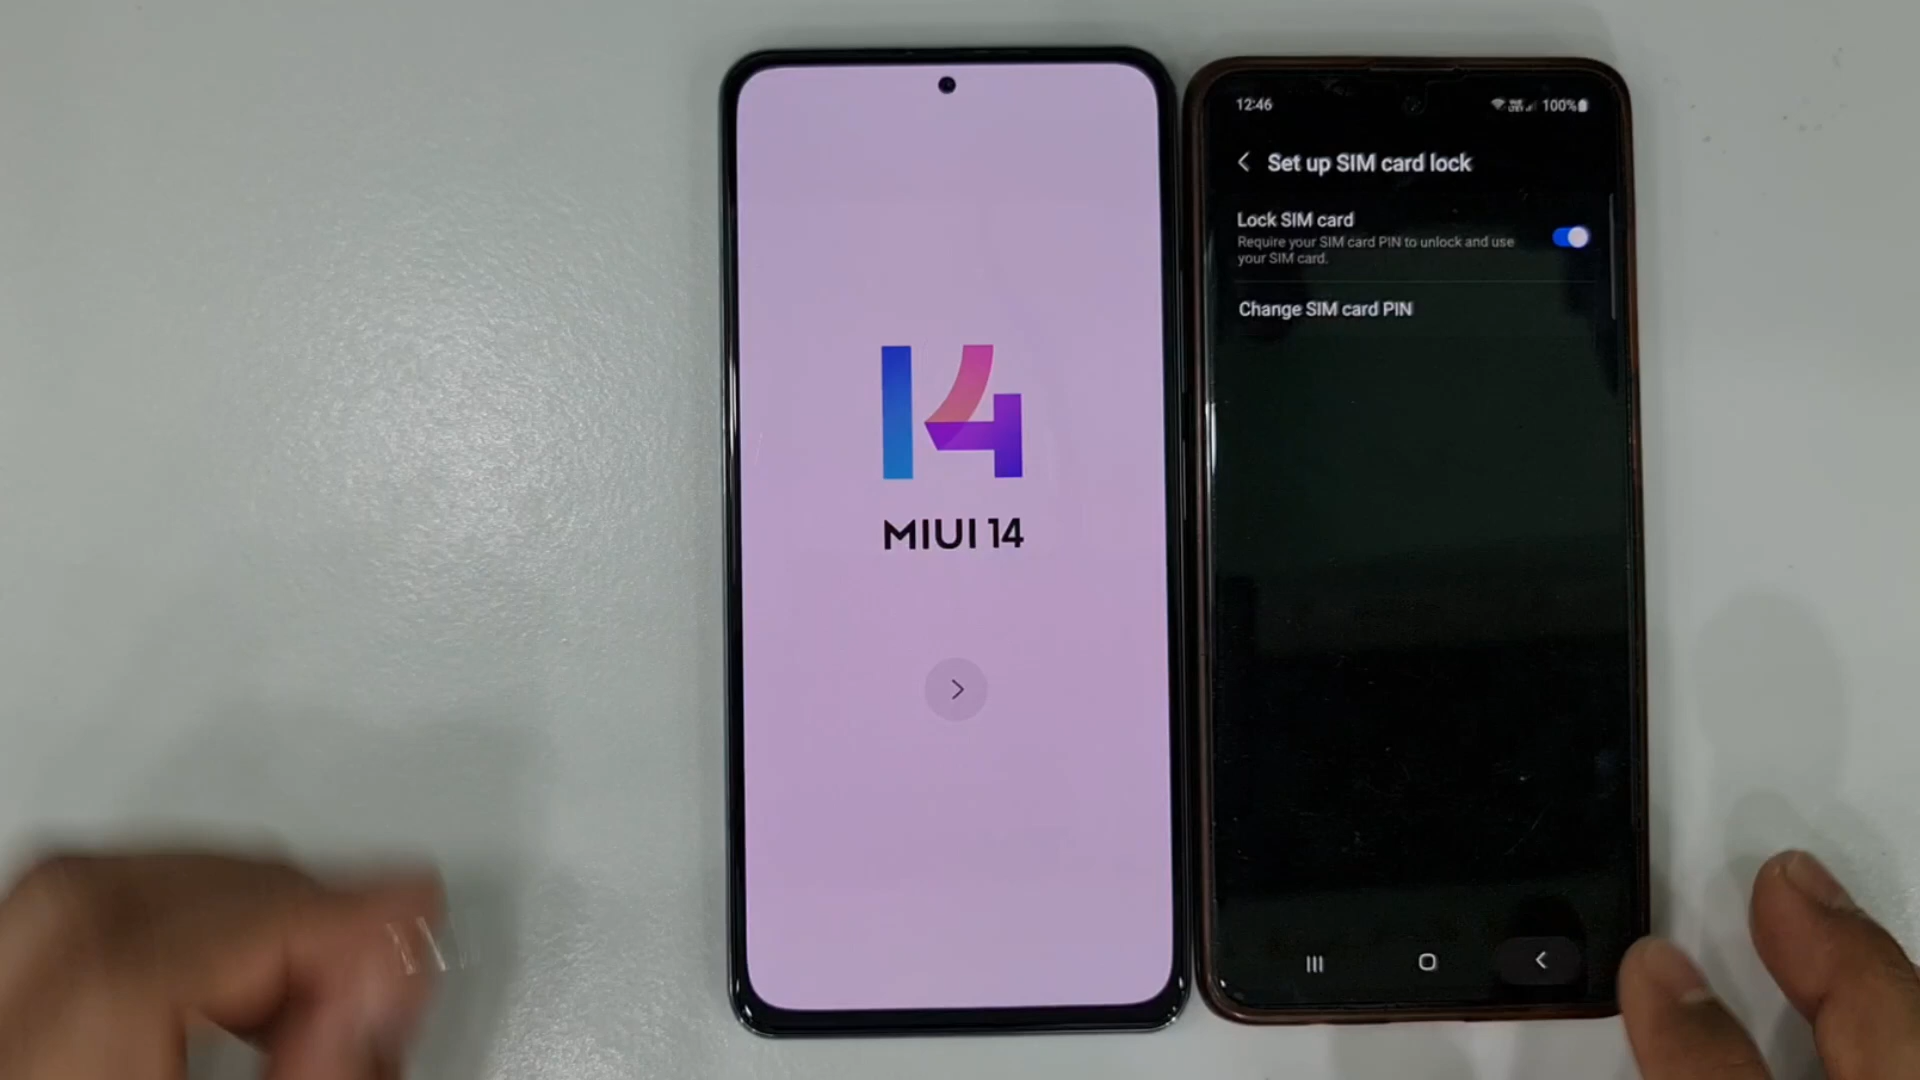 14
MIUI 14
12:46
100%
Set up SIM card lock
Lock SIM card
Require your SIM card PIN to unlock and use
your SIM card.
Change SIM card PIN